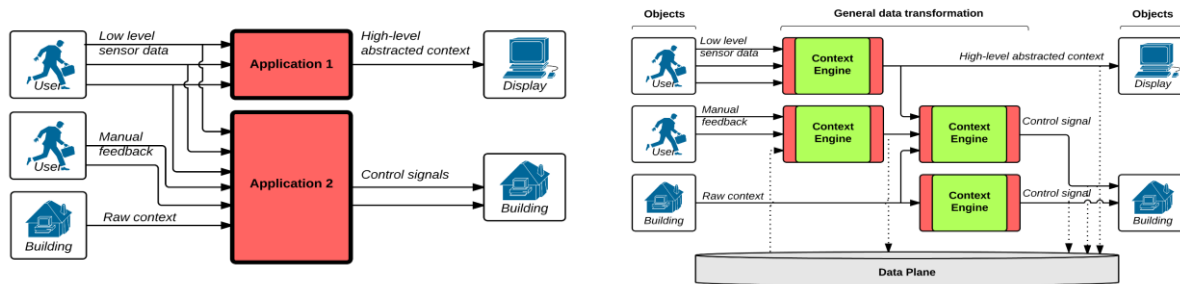 Low level
sensor data
High-level
abstracted context
Application 1
User
Display
Manual
feedback
User
Application 2
Control signals
Building
Raw context
Building
Objects
General data transformation
Objects
Low level
sensor data
Context
Engine
High-level abstracted context
User
Display
Manual
feedback
Context
Engine
Context
Engine
Control signal
User
Raw context
Context
Engine
Control signal
Building
Building
Data Plane